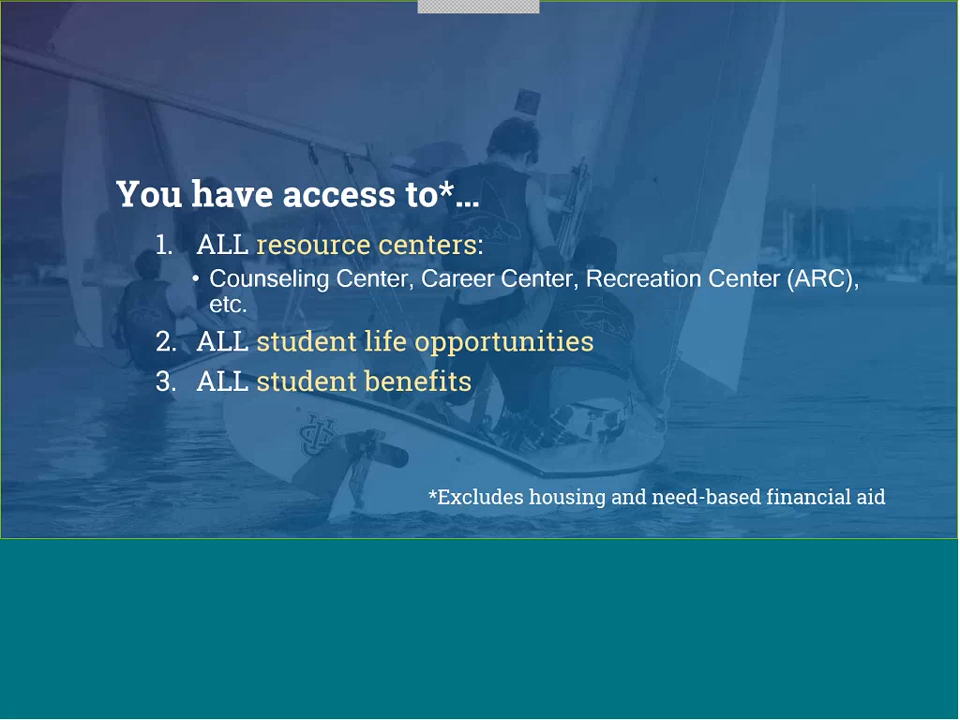 You have access to*...
1. ALL resource centers:
• Counseling Center, Career Center, Recreation Center (ARC),
etc.
2. ALL student life opportunities
3. ALL student benefits
UCI
*Excludes housing and need-based financial aid